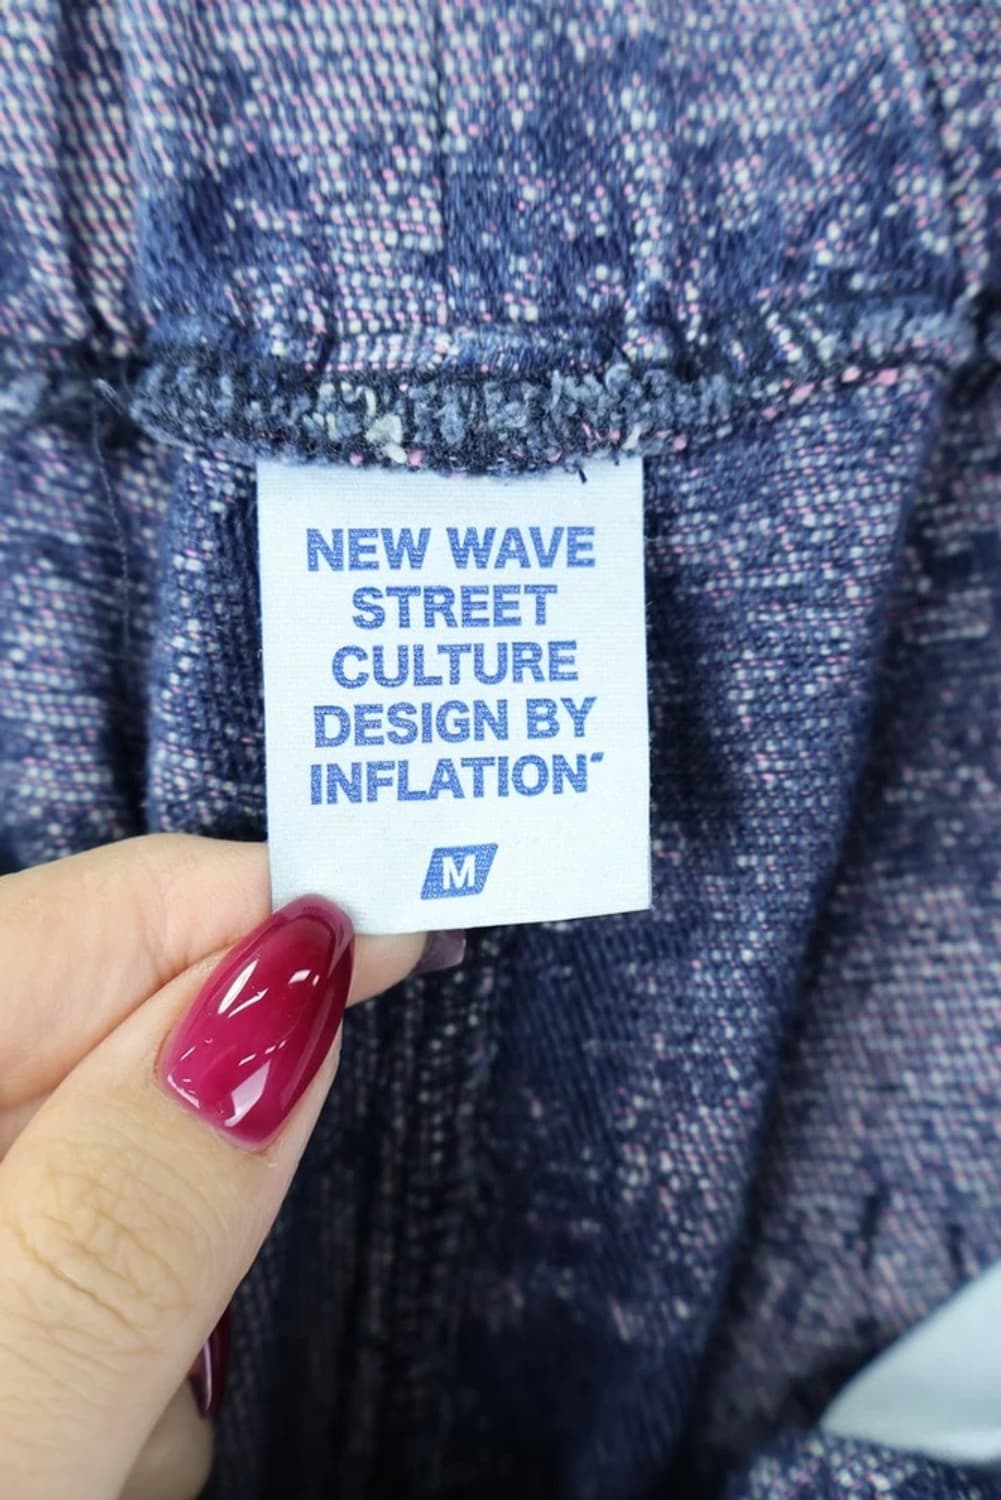 NEW WAVE
STREET
CULTURE
DESIGN BY
INFLATION
M